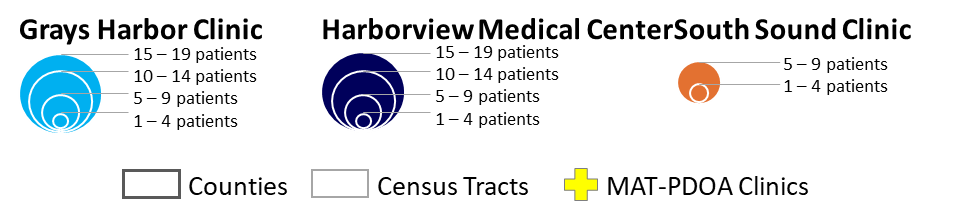 Grays Harbor Clinic
15 – 19 patients
10 – 14 patients
5 – 9 patients
1 – 4 patients
Harborview Medical Center
15 – 19 patients
10 – 14 patients
5 – 9 patients
1 – 4 patients
South Sound Clinic
5 – 9 patients
1 – 4 patients
Counties
Census Tracts
MAT-PDOA Clinics